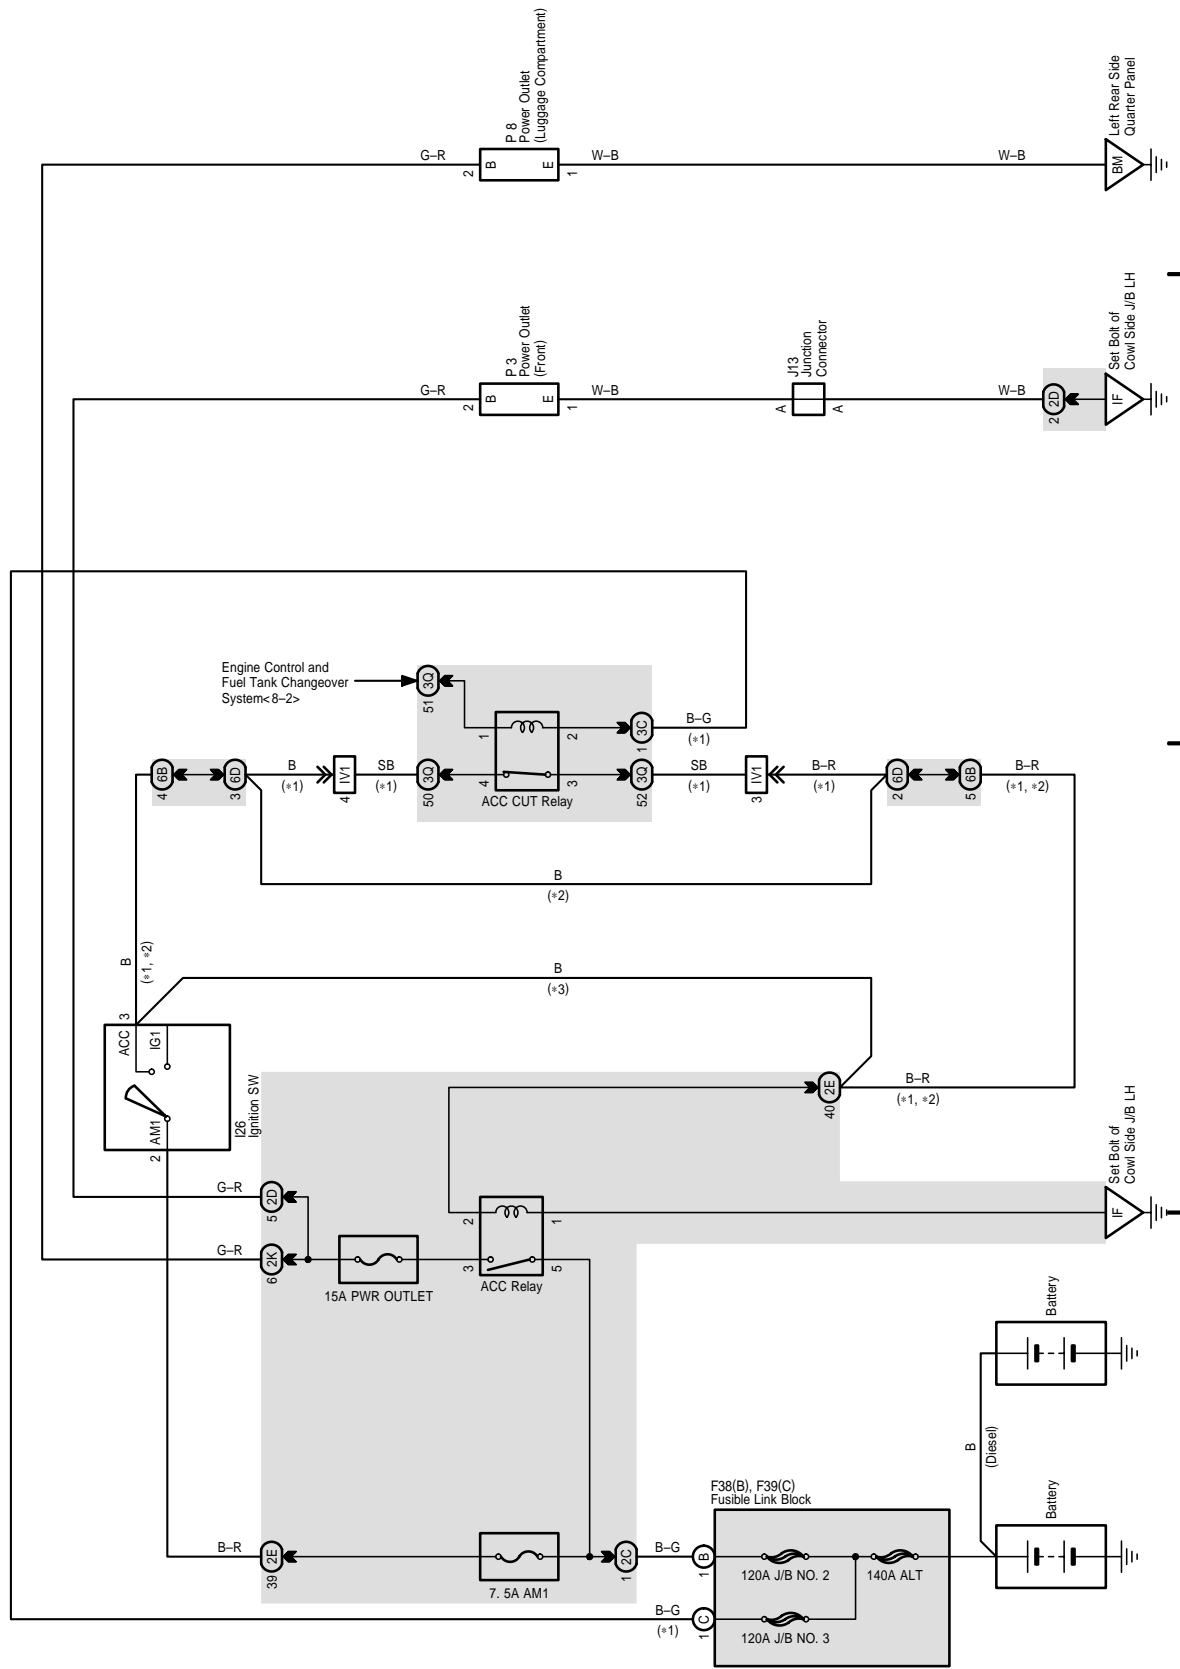 P 8
Power Outlet
(Luggage Compartment)
G–R
2
B
E
1
W–B
W–B
BM
Left Rear Side
Quarter Panel
P 3
Power Outlet
(Front)
G–R
2
B
E
1
W–B
J13
Junction
Connector
A
A
W–B
2
2D
IF
Set Bolt of
Cowl Side J/B LH
Engine Control and
Fuel Tank Changeover
System<8–2>
51
3Q
1
2
1
3C
B–G
(*1)
4
6B
3
6D
B
(*1)
4
IV1
SB
(*1)
50
3Q
4
3
ACC CUT Relay
52
3Q
SB
(*1)
3
IV1
B–R
(*1)
2
6D
5
6B
B–R
(*1, *2)
B
(*2)
B
(*1, *2)
B
(*3)
3
ACC
IG1
AM1
2
I26
Ignition SW
40
2E
B–R
(*1, *2)
G–R
5
2D
G–R
6
2K
15A PWR OUTLET
2
1
3
5
ACC Relay
IF
Set Bolt of
Cowl Side J/B LH
Battery
B
(Diesel)
Battery
F38(B), F39(C)
Fusible Link Block
B–R
39
2E
7. 5A AM1
1
2C
B–G
1
B
120A J/B NO. 2
140A ALT
B–G
(*1)
1
C
120A J/B NO. 3